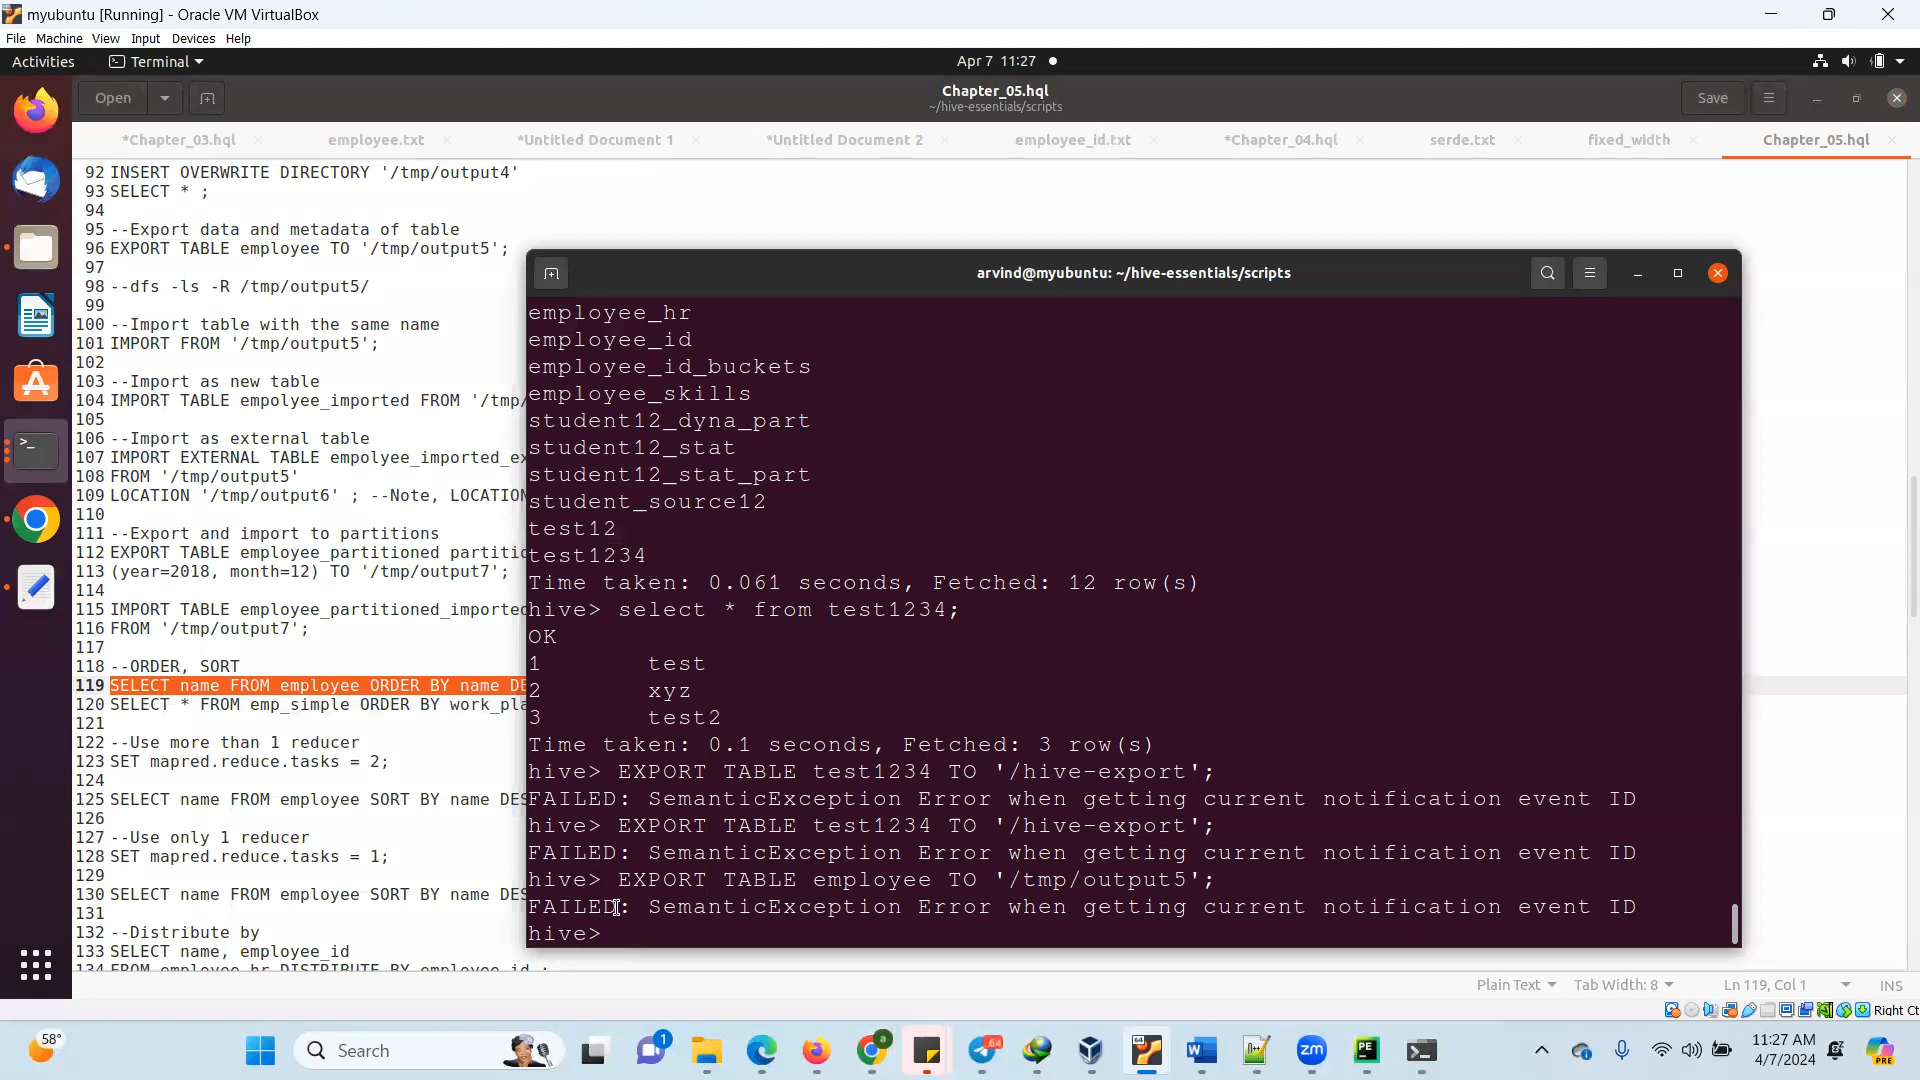 myubuntu [Running] - Oracle VM VirtualBox
File Machine View Input Devices Help
Activities Terminal Apr 7 11:27
Open Chapter_05.hql Save
~/hive-essentials/scripts
*Chapter_03.hql employee.txt *Untitled Document 1 *Untitled Document 2 employee_id.txt *Chapter_04.hql serde.txt fixed_width Chapter_05.hql
92 INSERT OVERWRITE DIRECTORY '/tmp/output4'
93 SELECT * ;
94
95 --Export data and metadata of table
96 EXPORT TABLE employee TO '/tmp/output5';
97
98 --dfs -ls -R /tmp/output5/
99
100 --Import table with the same name
101 IMPORT FROM '/tmp/output5';
102
103 --Import as new table
104 IMPORT TABLE empolyee_imported FROM '/tmp/
105
106 --Import as external table
107 IMPORT EXTERNAL TABLE empolyee_imported_ex
108 FROM '/tmp/output5'
109 LOCATION '/tmp/output6' ; --Note, LOCATION
110
111 --Export and import to partitions
112 EXPORT TABLE employee_partitioned partitio
113 (year=2018, month=12) TO '/tmp/output7';
114
115 IMPORT TABLE employee_partitioned_imported
116 FROM '/tmp/output7';
117
118 --ORDER, SORT
119 SELECT name FROM employee ORDER BY name DE
120 SELECT * FROM emp_simple ORDER BY work_pla
121
122 --Use more than 1 reducer
123 SET mapred.reduce.tasks = 2;
124
125 SELECT name FROM employee SORT BY name DES
126
127 --Use only 1 reducer
128 SET mapred.reduce.tasks = 1;
129
130 SELECT name FROM employee SORT BY name DES
131
132 --Distribute by
133 SELECT name, employee_id
134 FROM employee_hr DISTRIBUTE BY employee_id ;
arvind@myubuntu: ~/hive-essentials/scripts
employee_hr
employee_id
employee_id_buckets
employee_skills
student12_dyna_part
student12_stat
student12_stat_part
student_source12
test12
test1234
Time taken: 0.061 seconds, Fetched: 12 row(s)
hive> select * from test1234;
OK
1 test
2 xyz
3 test2
Time taken: 0.1 seconds, Fetched: 3 row(s)
hive> EXPORT TABLE test1234 TO '/hive-export';
FAILED: SemanticException Error when getting current notification event ID
hive> EXPORT TABLE test1234 TO '/hive-export';
FAILED: SemanticException Error when getting current notification event ID
hive> EXPORT TABLE employee TO '/tmp/output5';
FAILED: SemanticException Error when getting current notification event ID
hive>
Plain Text Tab Width: 8 Ln 119, Col 1 INS
Right Ct
58° Search 1 64 11:27 AM
4/7/2024